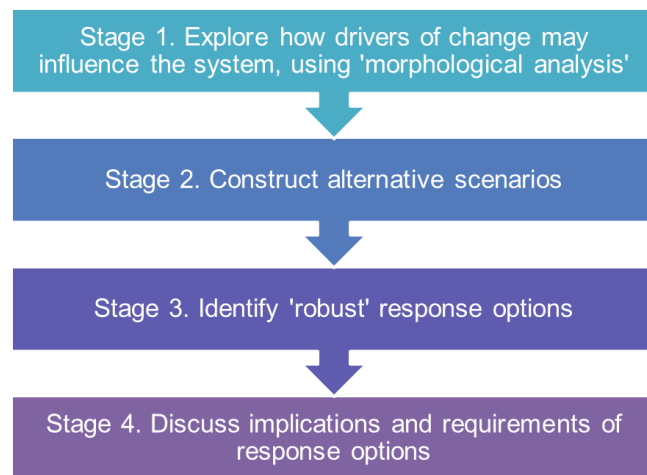 Stage 1. Explore how drivers of change may
influence the system, using 'morphological analysis'
Stage 2. Construct alternative scenarios
Stage 3. Identify 'robust' response options
Stage 4. Discuss implications and requirements of
response options